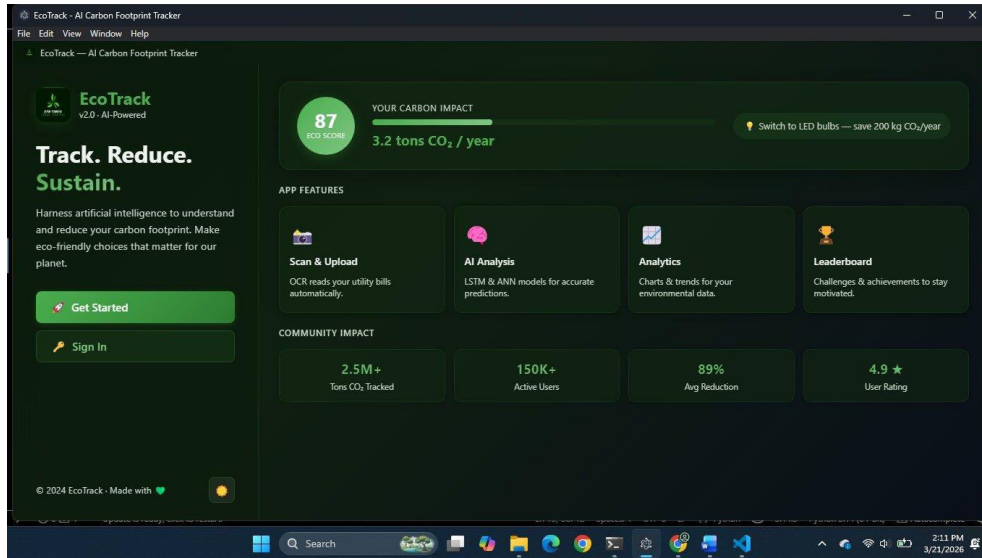 EcoTrack - AI Carbon Footprint Tracker
File Edit View Window Help
EcoTrack — AI Carbon Footprint Tracker
EcoTrack
v2.0 · AI-Powered
Track. Reduce.
Sustain.
Harness artificial intelligence to understand
and reduce your carbon footprint. Make
eco-friendly choices that matter for our
planet.
Get Started
Sign In
© 2024 EcoTrack · Made with
87
ECO SCORE
YOUR CARBON IMPACT
3.2 tons CO₂ / year
Switch to LED bulbs — save 200 kg CO₂/year
APP FEATURES
Scan & Upload
OCR reads your utility bills
automatically.
AI Analysis
LSTM & ANN models for accurate
predictions.
Analytics
Charts & trends for your
environmental data.
Leaderboard
Challenges & achievements to stay
motivated.
COMMUNITY IMPACT
2.5M+
Tons CO₂ Tracked
150K+
Active Users
89%
Avg Reduction
4.9 ★
User Rating
Search
2:11 PM
3/21/2026